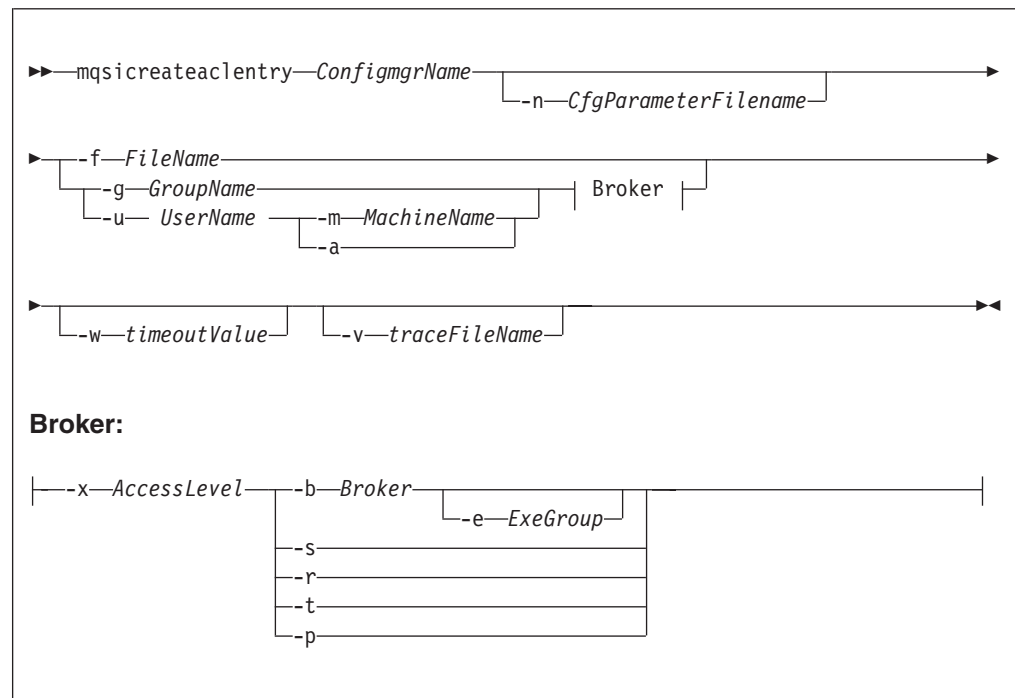 mqsicreateaclentry ConfigmgrName
-n CfgParameterFilename
-f FileName
-g GroupName
Broker
-u UserName -m MachineName
-a
-w timeoutValue -v traceFileName
Broker:
-x AccessLevel -b Broker
-e ExeGroup
-s
-r
-t
-p